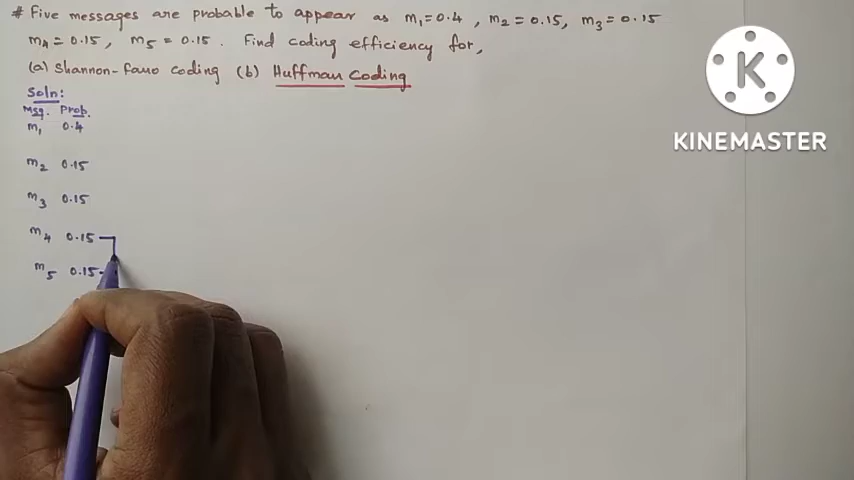 # Five messages are probable to appear as m₁=0.4, m₂=0.15, m₃=0.15
m₄=0.15, m₅=0.15. Find coding efficiency for,
(a) Shannon-Fano coding (b) Huffman Coding
Soln:
Msg. Prob.
m₁ 0.4
m₂ 0.15
m₃ 0.15
m₄ 0.15
m₅ 0.15
K
KINEMASTER